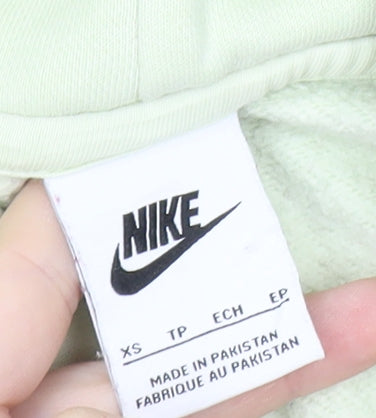 NIKE
XS TP ECH EP
MADE IN PAKISTAN
FABRIQUE AU PAKISTAN